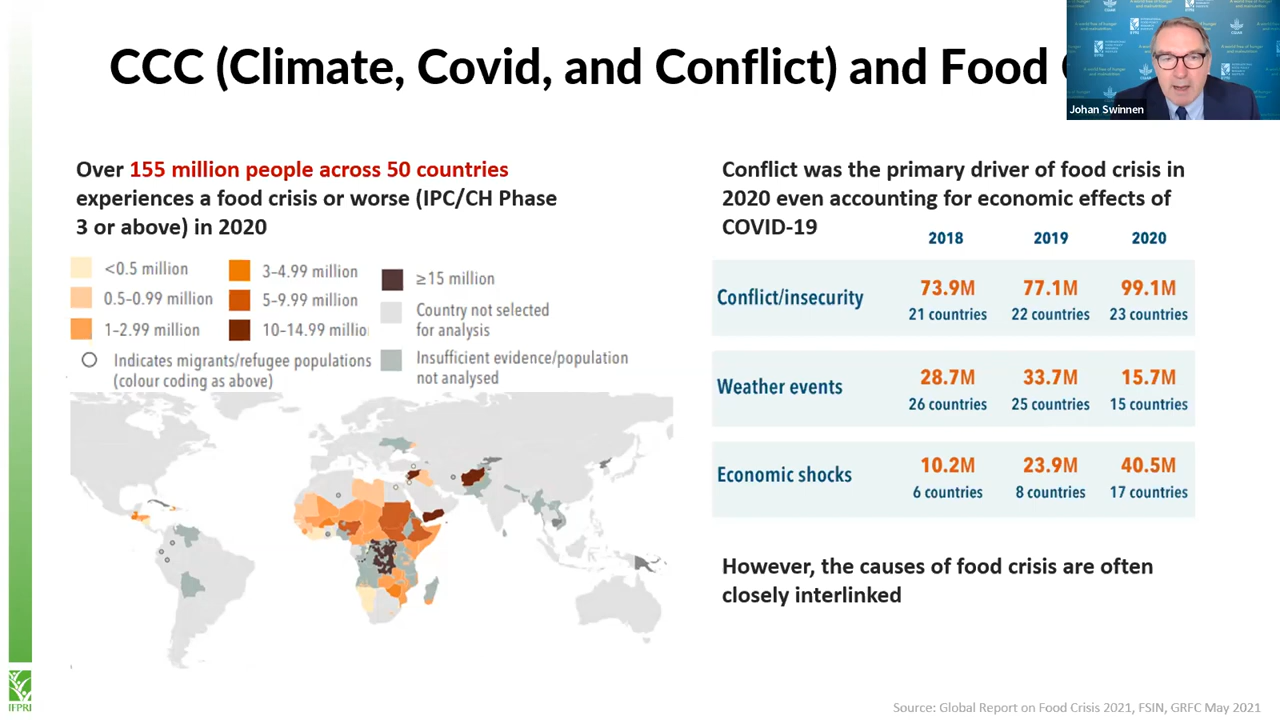 CCC (Climate, Covid, and Conflict) and Food
Johan Swinnen
Over 155 million people across 50 countries
experiences a food crisis or worse (IPC/CH Phase
3 or above) in 2020
<0.5 million
0.5–0.99 million
1–2.99 million
3–4.99 million
5–9.99 million
10–14.99 millio
≥15 million
Country not selected
for analysis
Indicates migrants/refugee populations
(colour coding as above)
Insufficient evidence/population
not analysed
Conflict was the primary driver of food crisis in
2020 even accounting for economic effects of
COVID-19
2018 2019 2020
Conflict/insecurity 73.9M 77.1M 99.1M
21 countries 22 countries 23 countries
Weather events 28.7M 33.7M 15.7M
26 countries 25 countries 15 countries
Economic shocks 10.2M 23.9M 40.5M
6 countries 8 countries 17 countries
However, the causes of food crisis are often
closely interlinked
IFPRI
Source: Global Report on Food Crisis 2021, FSIN, GRFC May 2021